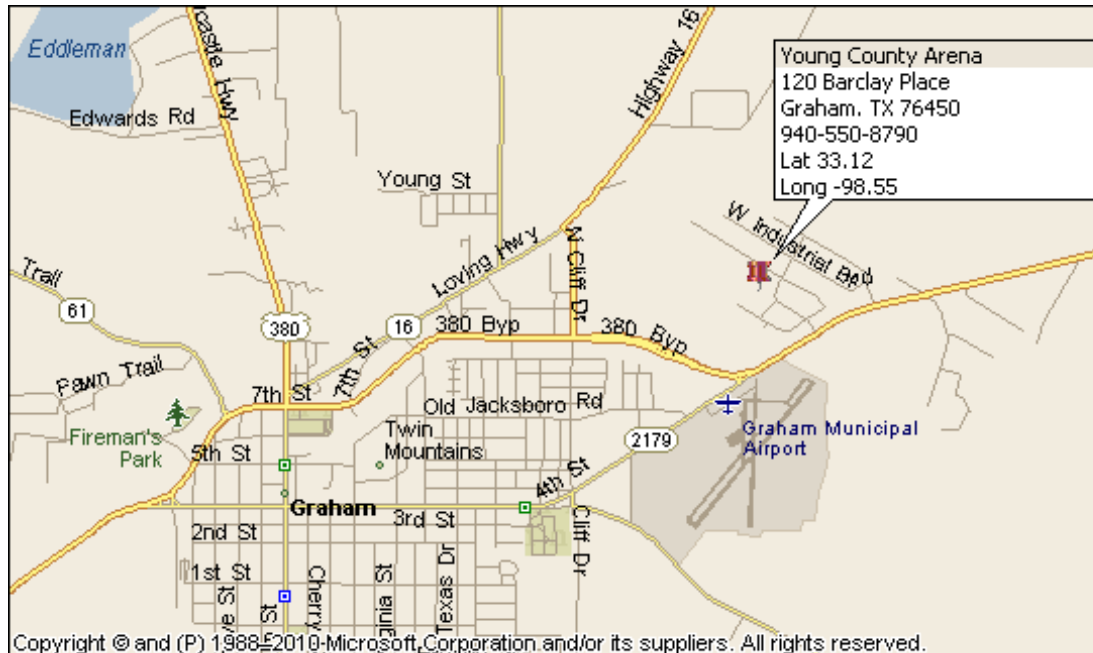 Eddleman
Edwards Rd
castle Hwy
Highway 16
Young County Arena
120 Barclay Place
Graham, TX 76450
940-550-8790
Lat 33.12
Long -98.55
Young St
W Industrial
Loving Hwy
N Cliff Dr
Trail
61
380
16
380 Byp
380 Byp
Fawn Trail
7th St
7th St
Old Jacksboro Rd
Fireman's
Park
Twin
Mountains
2179
Graham Municipal
Airport
5th St
4th St
Graham
3rd St
2nd St
Cliff Dr
1st St
Cherry
ginia St
Texas Dr
ve St
St
Copyright © and (P) 1988–2010 Microsoft Corporation and/or its suppliers. All rights reserved.